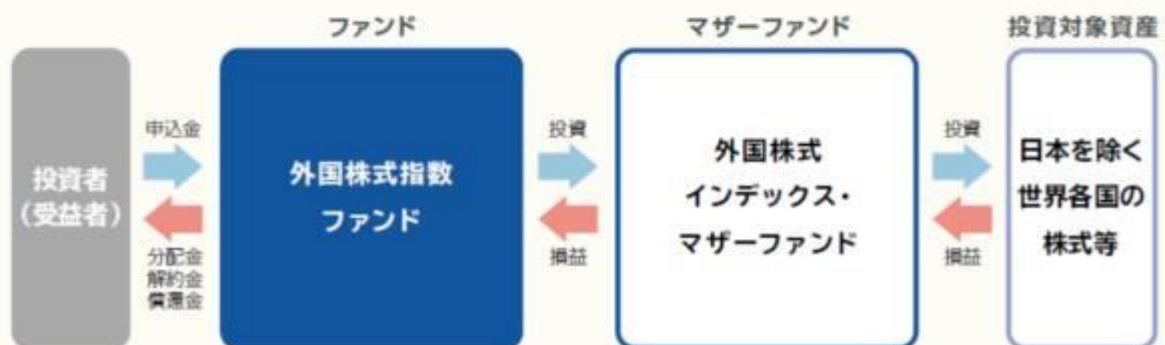 ファンド
マザーファンド
投資対象資産
投資者
（受益者）
申込金
分配金
解約金
償還金
外国株式指数
ファンド
投資
損益
外国株式
インデックス・
マザーファンド
投資
損益
日本を除く
世界各国の
株式等